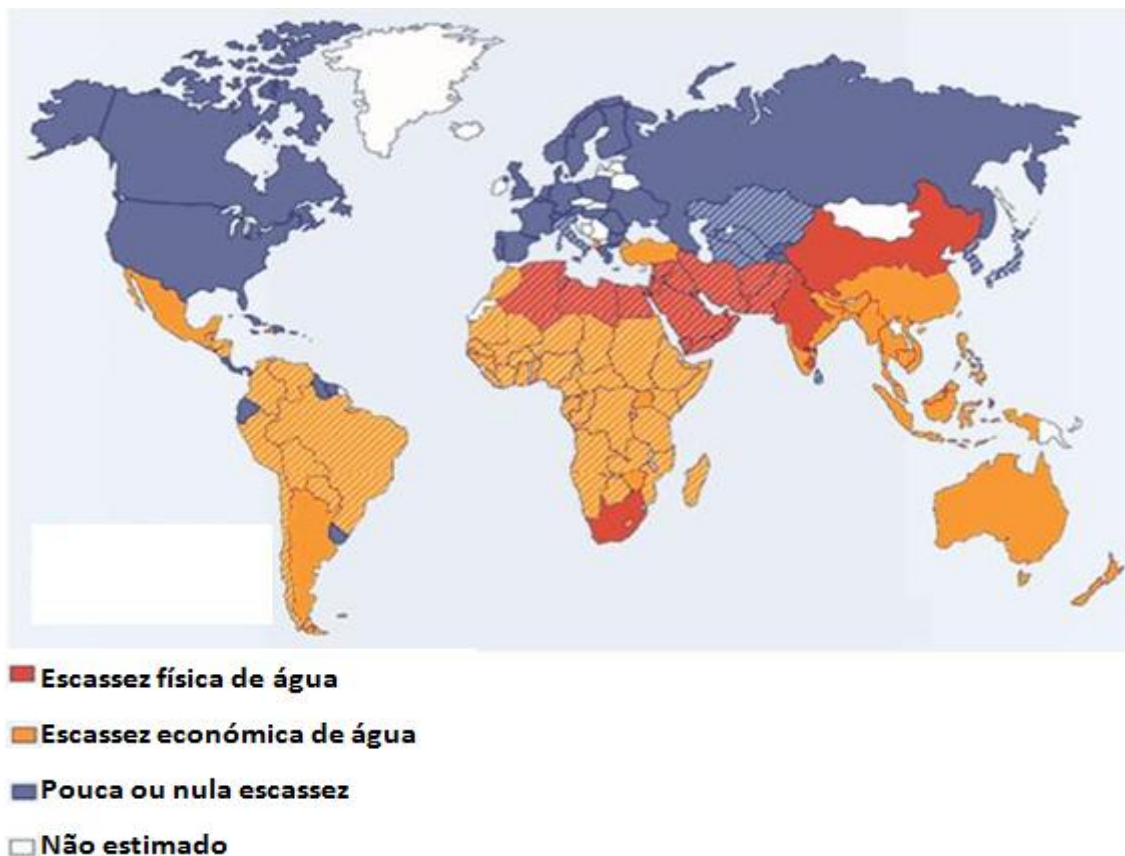 Escassez física de água
Escassez económica de água
Pouca ou nula escassez
Não estimado